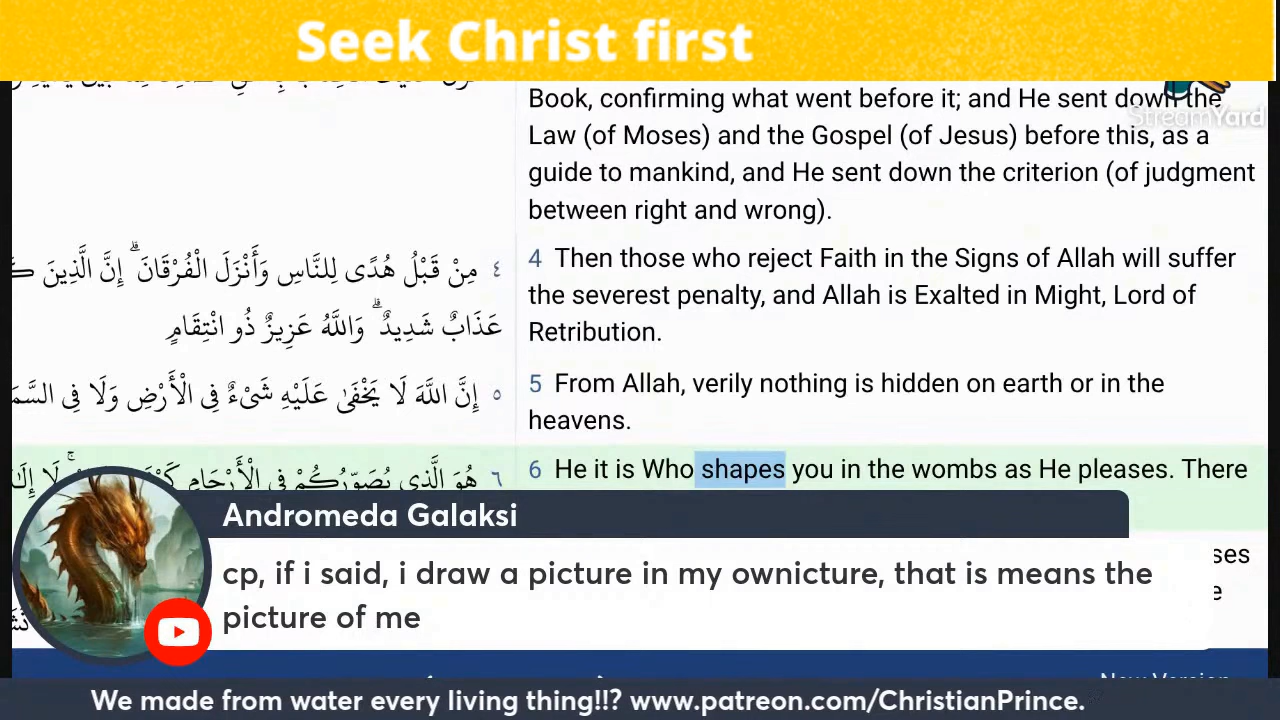 Seek Christ first
StreamYard
Book, confirming what went before it; and He sent down the
Law (of Moses) and the Gospel (of Jesus) before this, as a
guide to mankind, and He sent down the criterion (of judgment
between right and wrong).
٤ مِنْ قَبْلُ هُدًى لِلنَّاسِ وَأَنْزَلَ الْفُرْقَانَ ۗ إِنَّ الَّذِينَ
عَذَابٌ شَدِيدٌ ۗ وَاللَّهُ عَزِيزٌ ذُو انْتِقَامٍ
4 Then those who reject Faith in the Signs of Allah will suffer
the severest penalty, and Allah is Exalted in Might, Lord of
Retribution.
٥ إِنَّ اللَّهَ لَا يَخْفَىٰ عَلَيْهِ شَىْءٌ فِى الْأَرْضِ وَلَا فِى
5 From Allah, verily nothing is hidden on earth or in the
heavens.
٦ هُوَ الَّذِى يُصَوِّرُكُمْ فِى الْأَرْحَامِ
6 He it is Who shapes you in the wombs as He pleases. There
Andromeda Galaksi
cp, if i said, i draw a picture in my ownicture, that is means the
picture of me
We made from water every living thing!!? www.patreon.com/ChristianPrince.